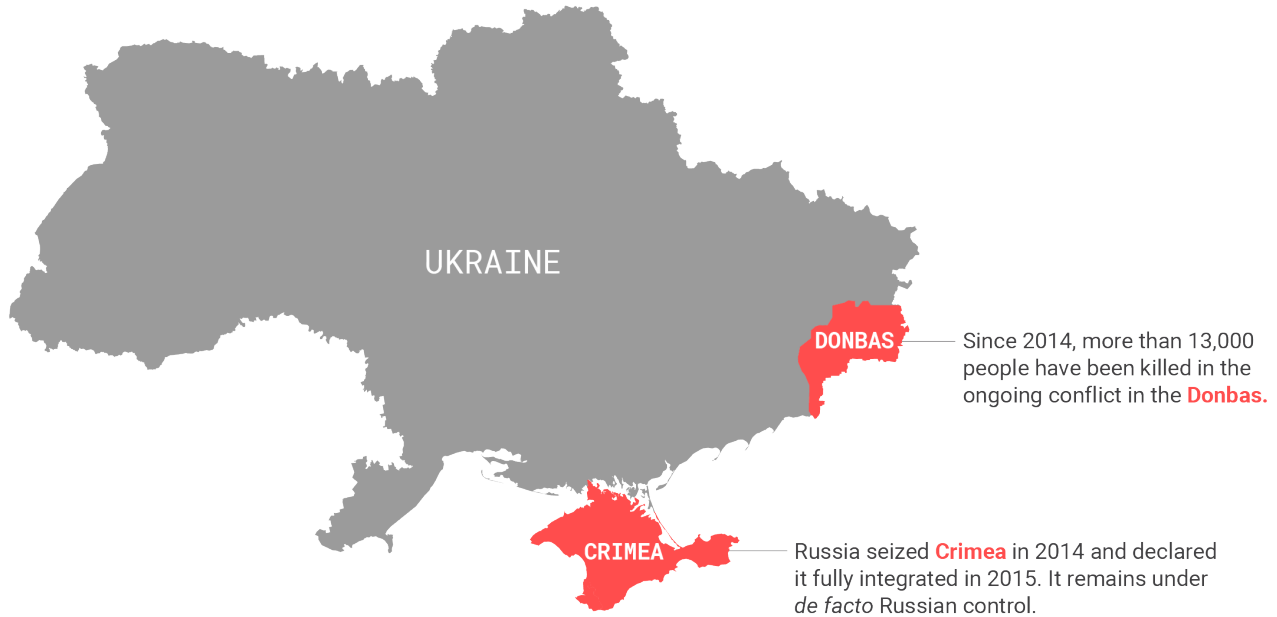 UKRAINE
DONBAS
Since 2014, more than 13,000
people have been killed in the
ongoing conflict in the Donbas.
CRIMEA
Russia seized Crimea in 2014 and declared
it fully integrated in 2015. It remains under
de facto Russian control.